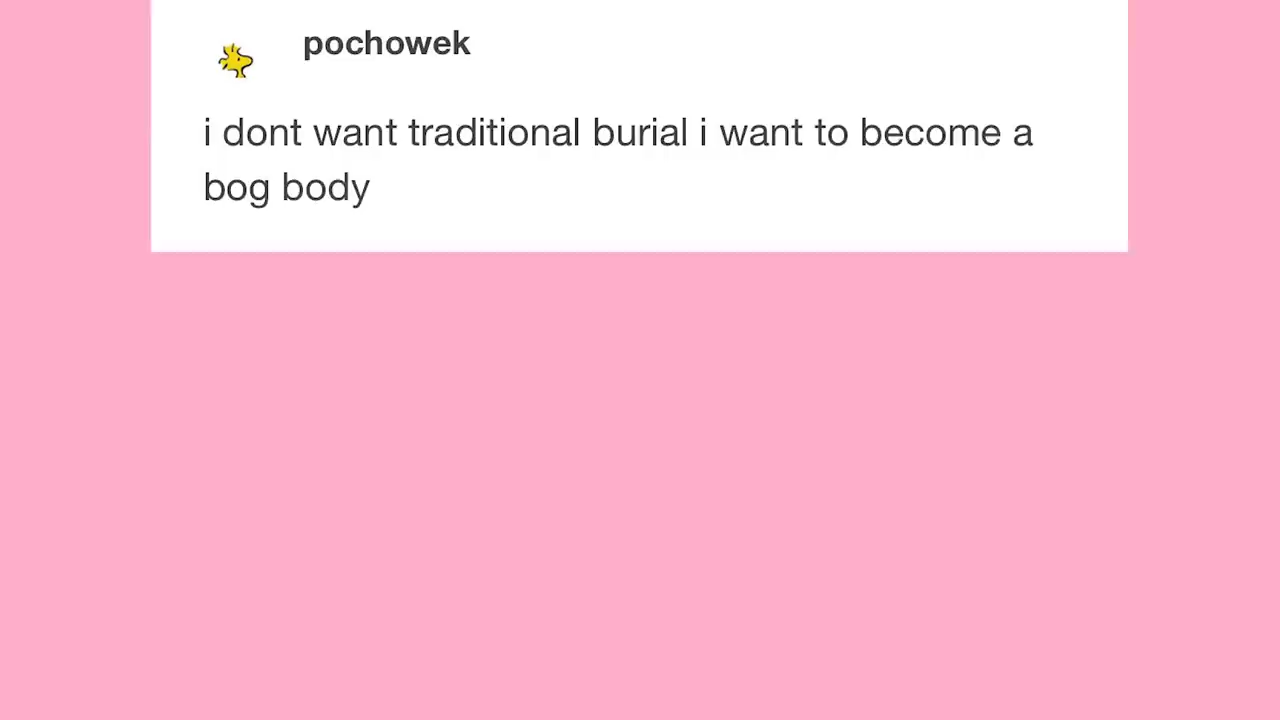 pochowek
i dont want traditional burial i want to become a
bog body